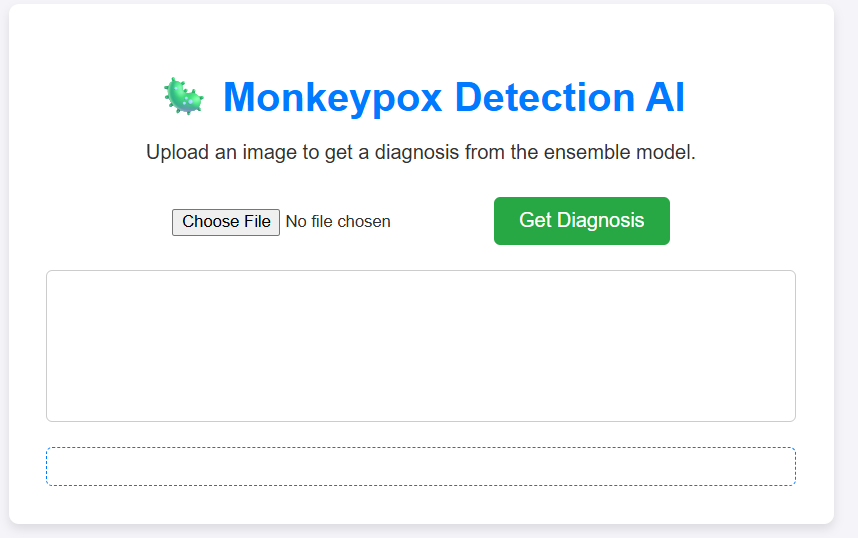 🦠 Monkeypox Detection AI
Upload an image to get a diagnosis from the ensemble model.
Choose File No file chosen Get Diagnosis